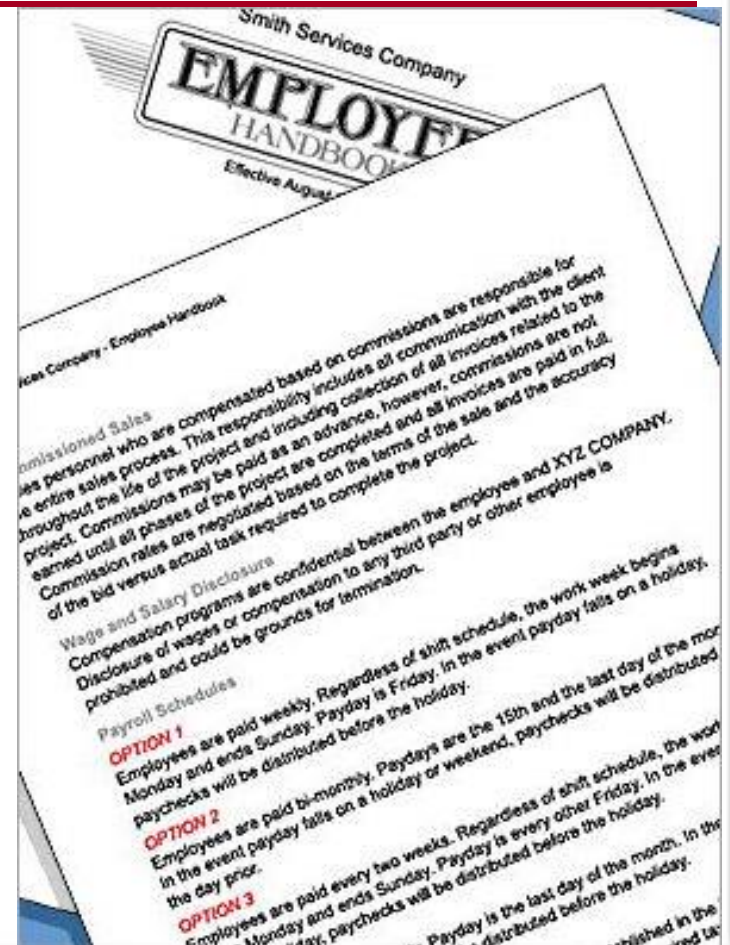 Smith Services Company
EMPLOYEE
HANDBOOK
Effective August
Company - Employee Handbook
Sales
personnel who are compensated based on commissions are responsible for
entire sales process. This responsibility includes all communication with the client
throughout the life of the project and including collection of all invoices related to the
project. Commissions may be paid as an advance, however, commissions are not
earned until all phases of the project are completed and all invoices are paid in full.
Commission rates are negotiated based on the terms of the sale and the accuracy
of the bid versus actual task required to complete the project.
Wage and Salary Disclosure
Compensation programs are confidential between the employee and XYZ COMPANY.
Disclosure of wages or compensation to any third party or other employee is
prohibited and could be grounds for termination.
Payroll Schedules
OPTION 1
Employees are paid weekly. Regardless of shift schedule, the work week begins
Monday and ends Sunday. Payday is Friday. In the event payday falls on a holiday,
paychecks will be distributed before the holiday.
OPTION 2
Employees are paid bi-monthly. Paydays are the 15th and the last day of the
In the event payday falls on a holiday or weekend, paychecks will be distributed
the day prior.
OPTION 3
Employees are paid every two weeks. Regardless of shift schedule, the
Monday and ends Sunday. Payday is every other Friday. In the
paychecks will be distributed before the holiday.
Payday is the last day of the month. In the
distributed before the holiday.
in the